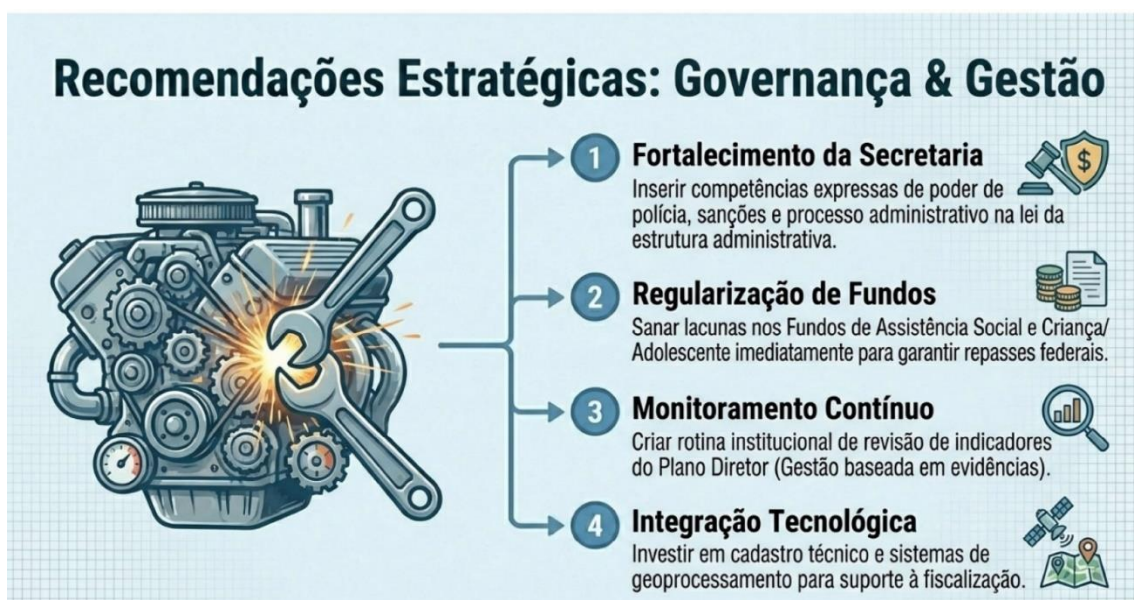 Recomendações Estratégicas: Governança & Gestão
1
Fortalecimento da Secretaria
Inserir competências expressas de poder de
polícia, sanções e processo administrativo na lei da
estrutura administrativa.
$
2
Regularização de Fundos
Sanar lacunas nos Fundos de Assistência Social e Criança/
Adolescente imediatamente para garantir repasses federais.
3
Monitoramento Contínuo
Criar rotina institucional de revisão de indicadores
do Plano Diretor (Gestão baseada em evidências).
4
Integração Tecnológica
Investir em cadastro técnico e sistemas de
geoprocessamento para suporte à fiscalização.